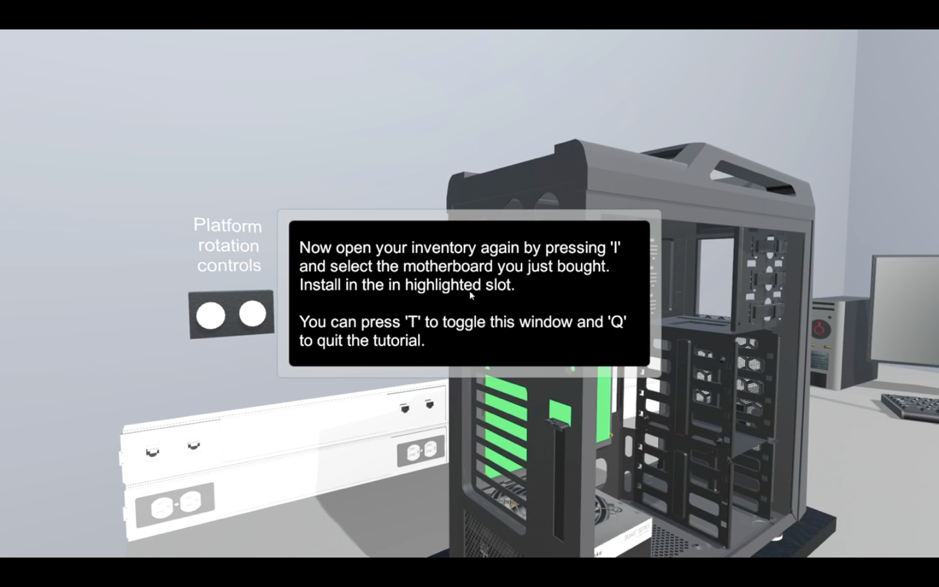 Platform
rotation
controls
Now open your inventory again by pressing 'I'
and select the motherboard you just bought.
Install in the in highlighted slot.
You can press 'T' to toggle this window and 'Q'
to quit the tutorial.